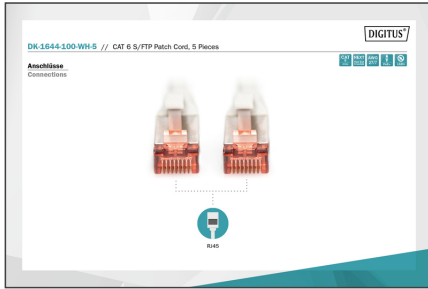 DIGITUS®
DK-1644-100-WH-5 // CAT 6 S/FTP Patch Cord, 5 Pieces
Anschlüsse
Connections
RJ45